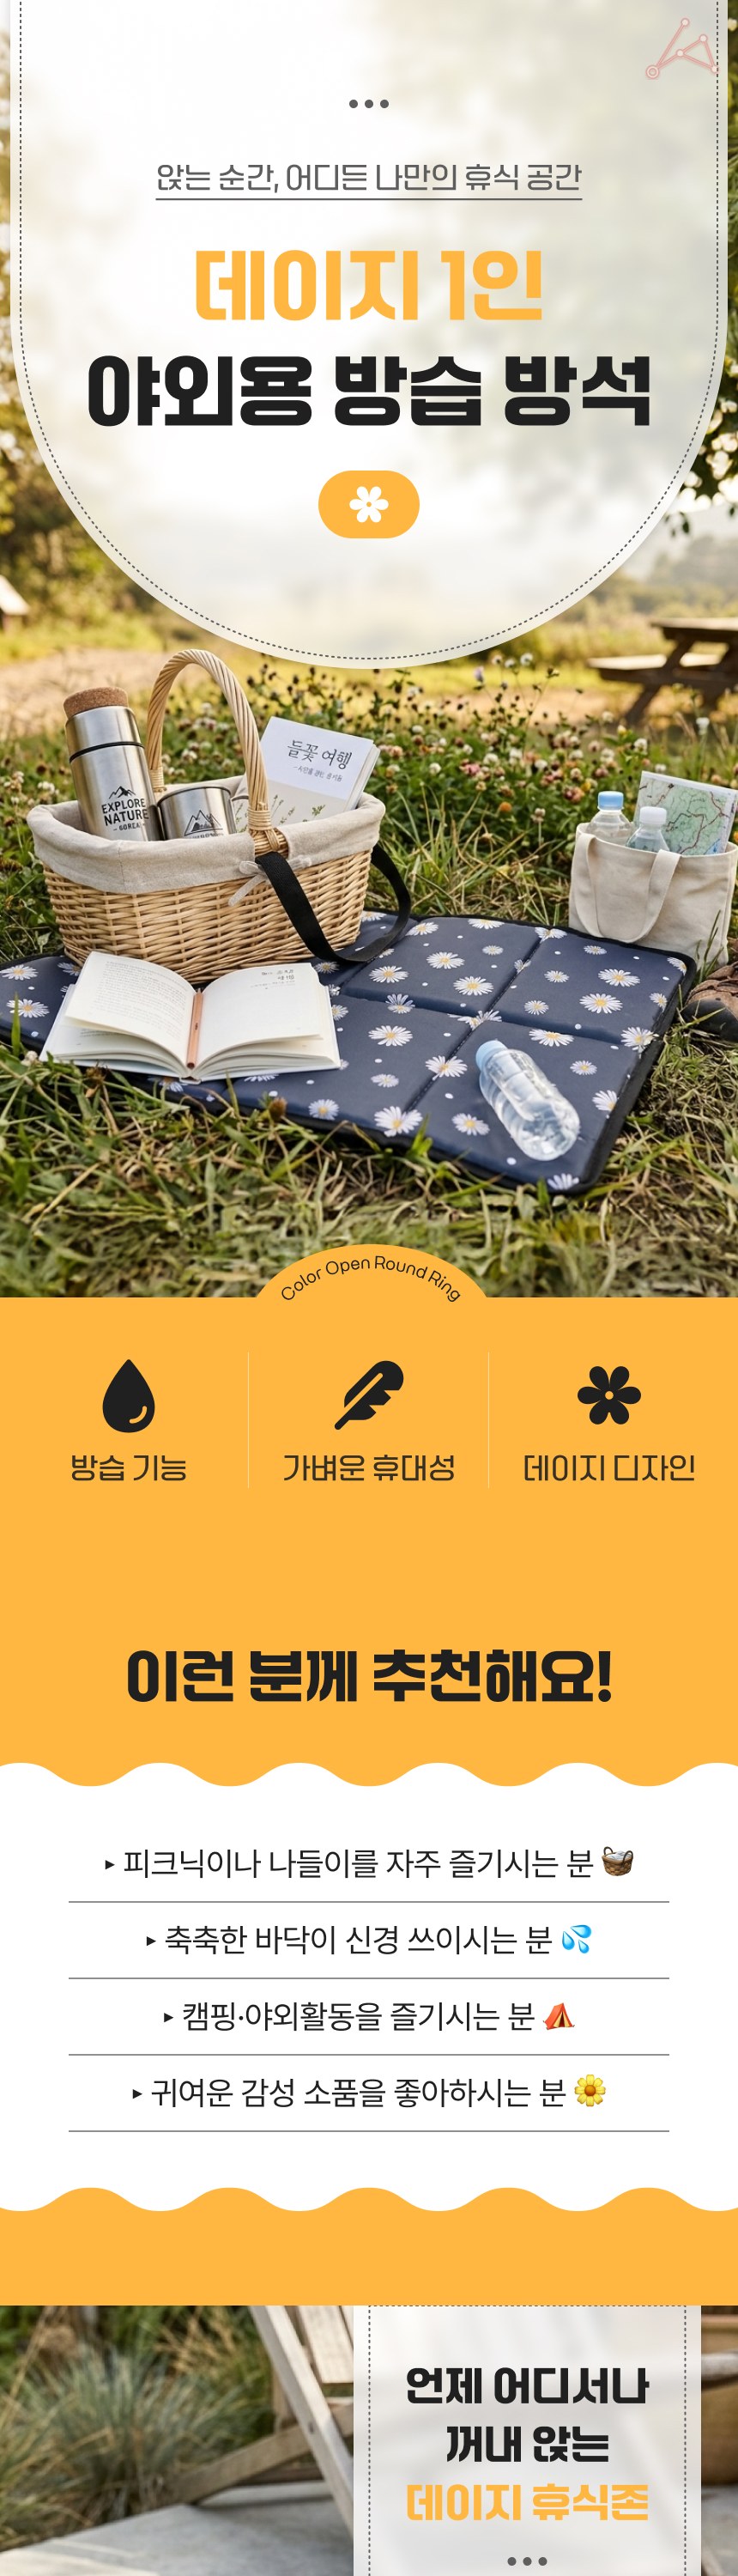 앉는 순간, 어디든 나만의 휴식 공간
데이지 1인
야외용 방습 방석
들꽃 여행
EXPLORE
NATURE
Color Open Round Ring
방습 기능
가벼운 휴대성
데이지 디자인
이런 분께 추천해요!
▸ 피크닉이나 나들이를 자주 즐기시는 분 🧺
▸ 축축한 바닥이 신경 쓰이시는 분 💦
▸ 캠핑·야외활동을 즐기시는 분 ⛺
▸ 귀여운 감성 소품을 좋아하시는 분 🌼
언제 어디서나
꺼내 앉는
데이지 휴식존